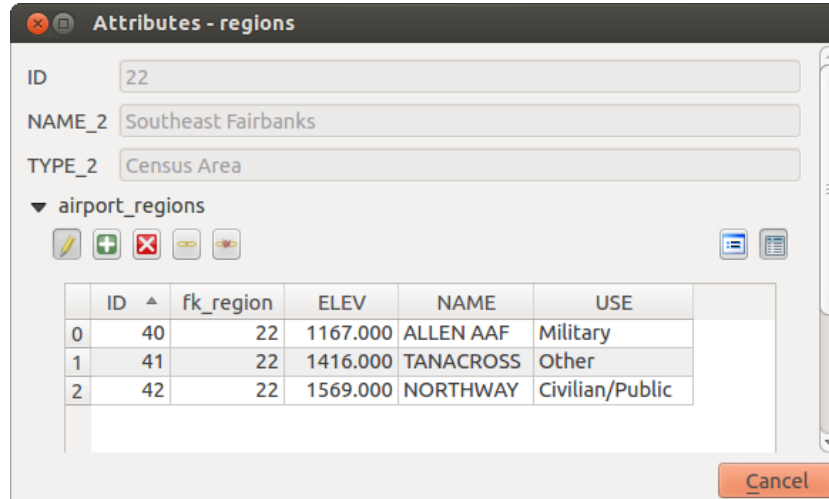 Attributes - regions
ID 22
NAME_2 Southeast Fairbanks
TYPE_2 Census Area
airport_regions
ID fk_region ELEV NAME USE
0 40 22 1167.000 ALLEN AAF Military
1 41 22 1416.000 TANACROSS Other
2 42 22 1569.000 NORTHWAY Civilian/Public
Cancel